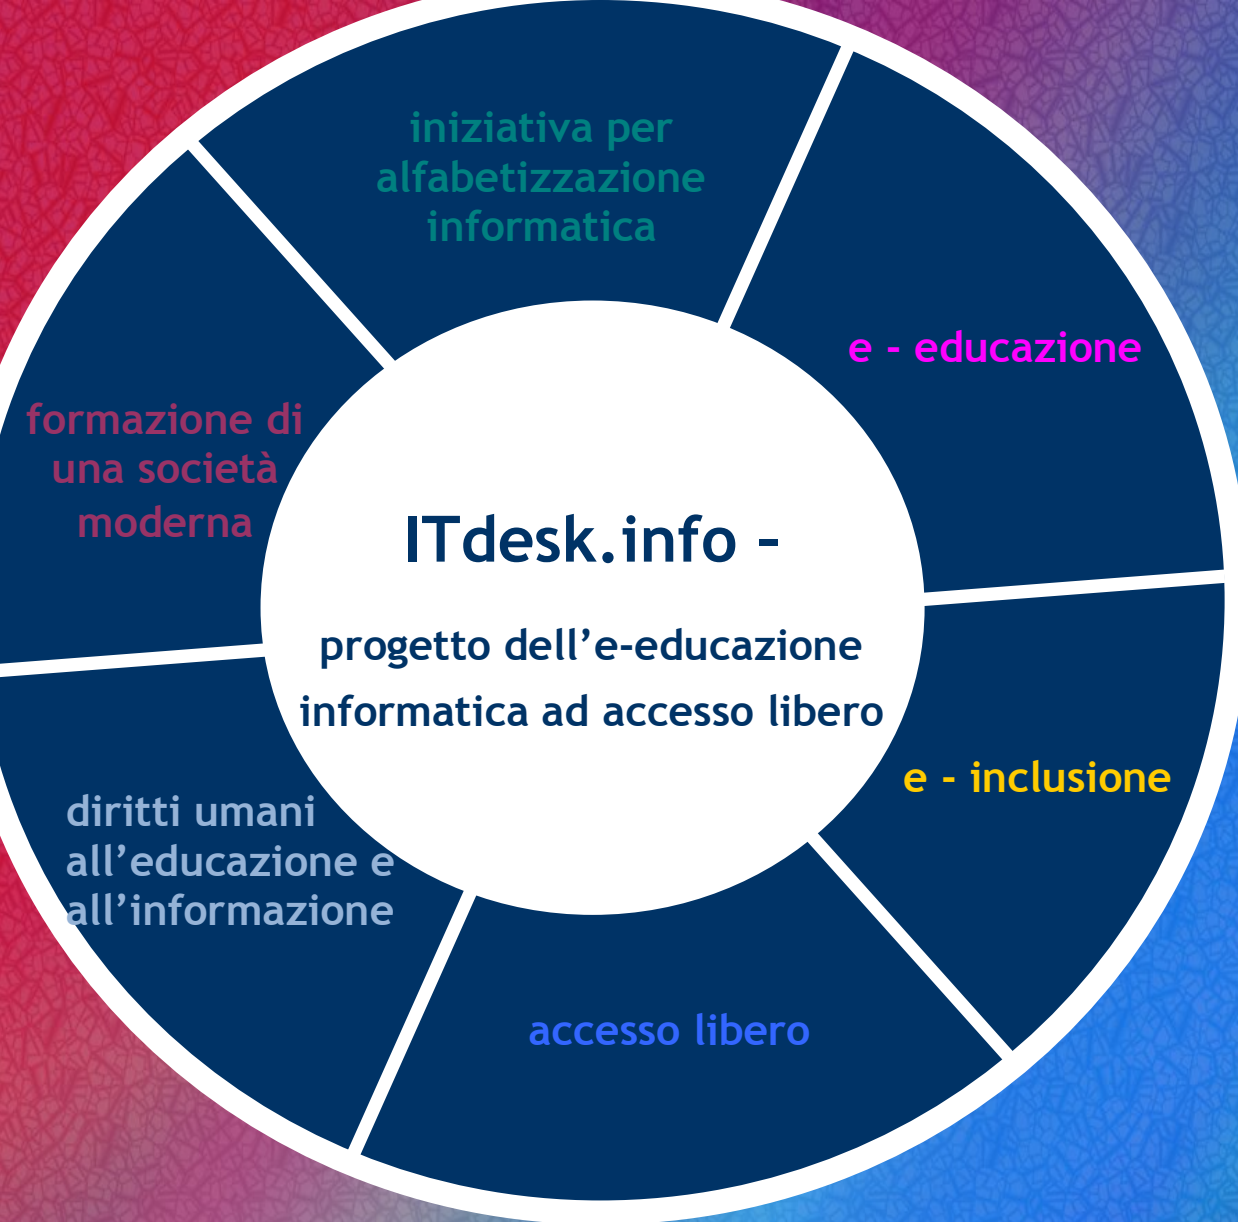 iniziativa per
alfabetizzazione
informatica
e - educazione
formazione di
una società
moderna
ITdesk.info –
progetto dell’e-educazione
informatica ad accesso libero
e - inclusione
diritti umani
all’educazione e
all’informazione
accesso libero